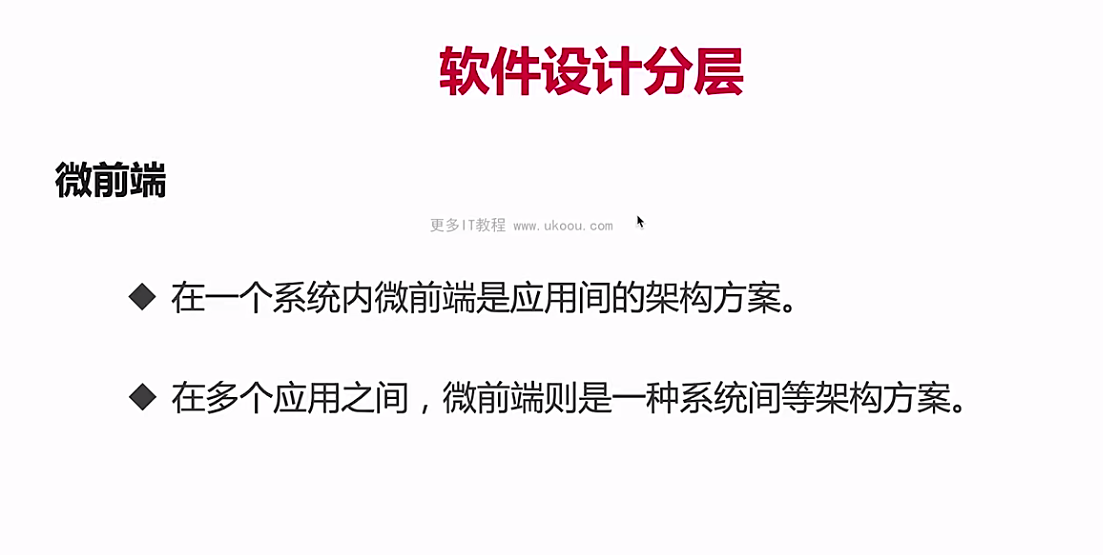 软件设计分层
微前端
更多IT教程 www.ukoou.com
◆ 在一个系统内微前端是应用间的架构方案。
◆ 在多个应用之间，微前端则是一种系统间等架构方案。